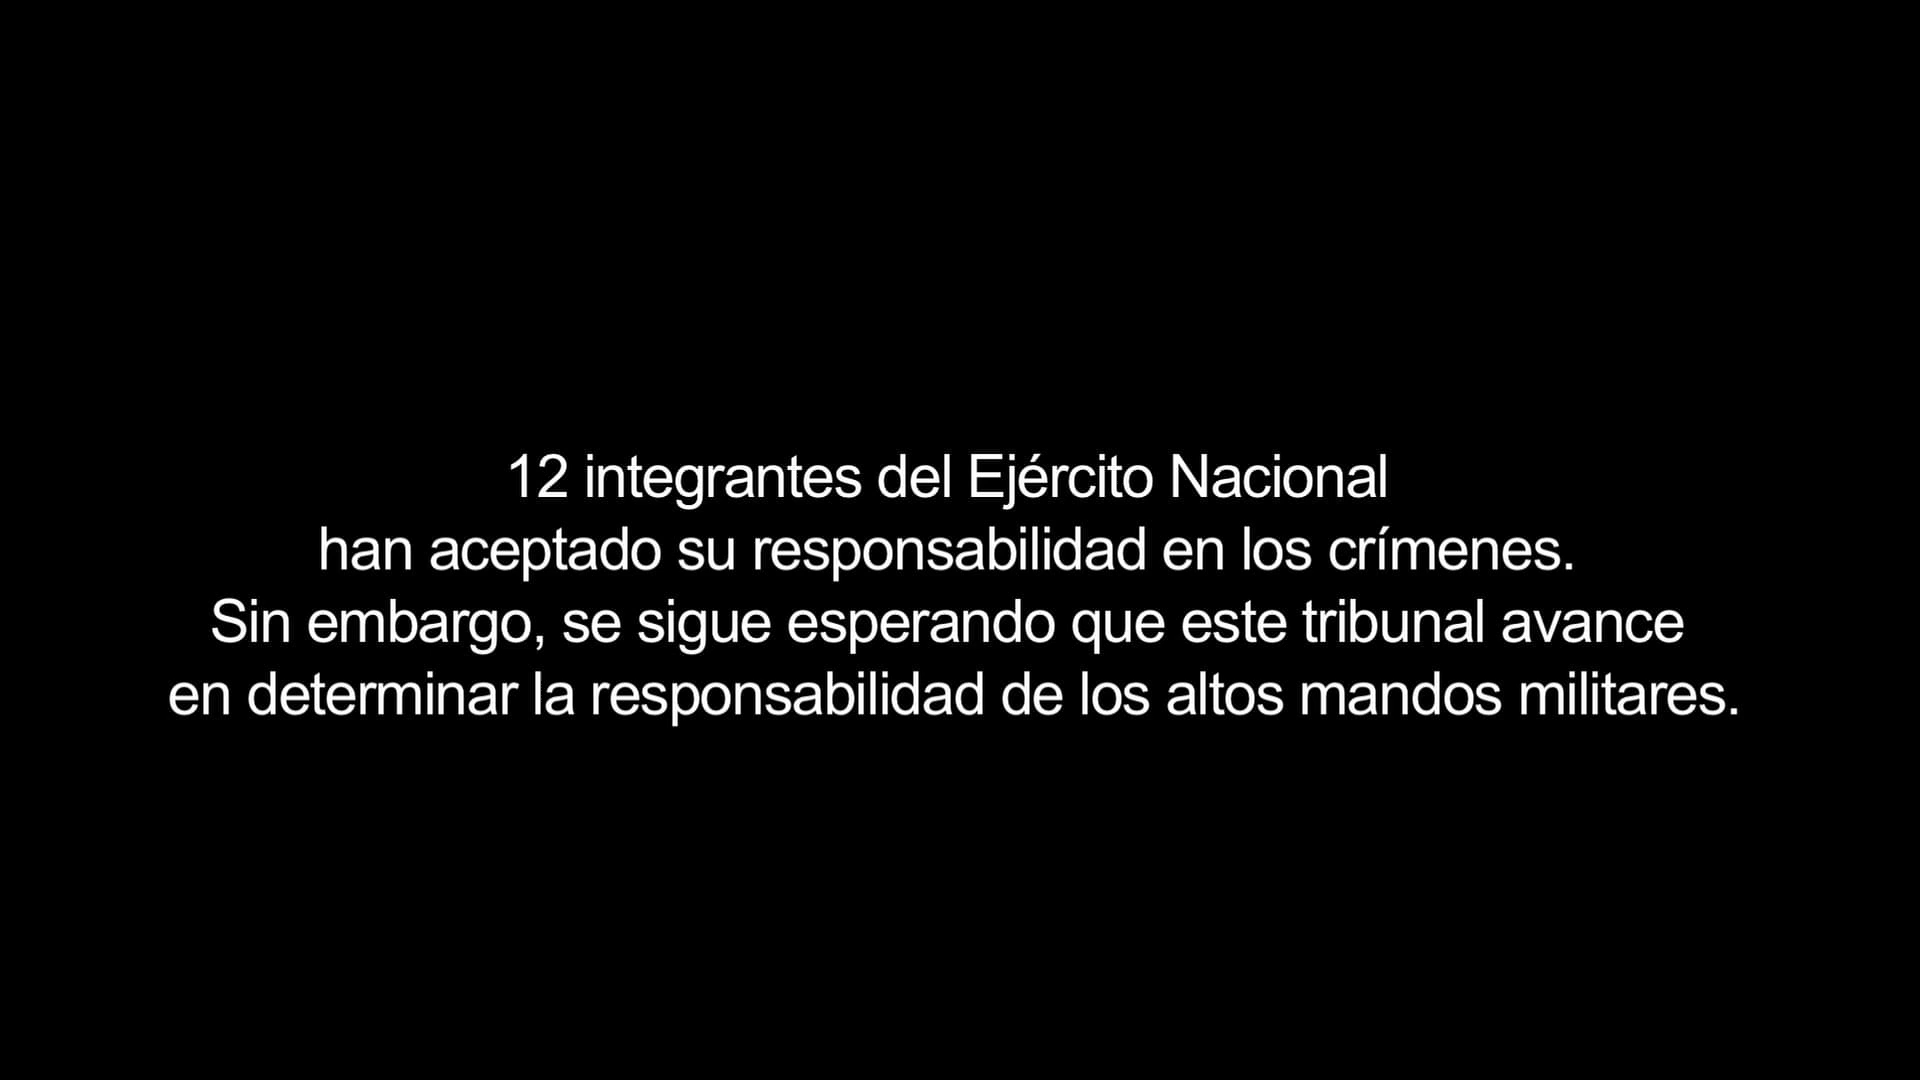 12 integrantes del Ejército Nacional
han aceptado su responsabilidad en los crímenes.
Sin embargo, se sigue esperando que este tribunal avance
en determinar la responsabilidad de los altos mandos militares.